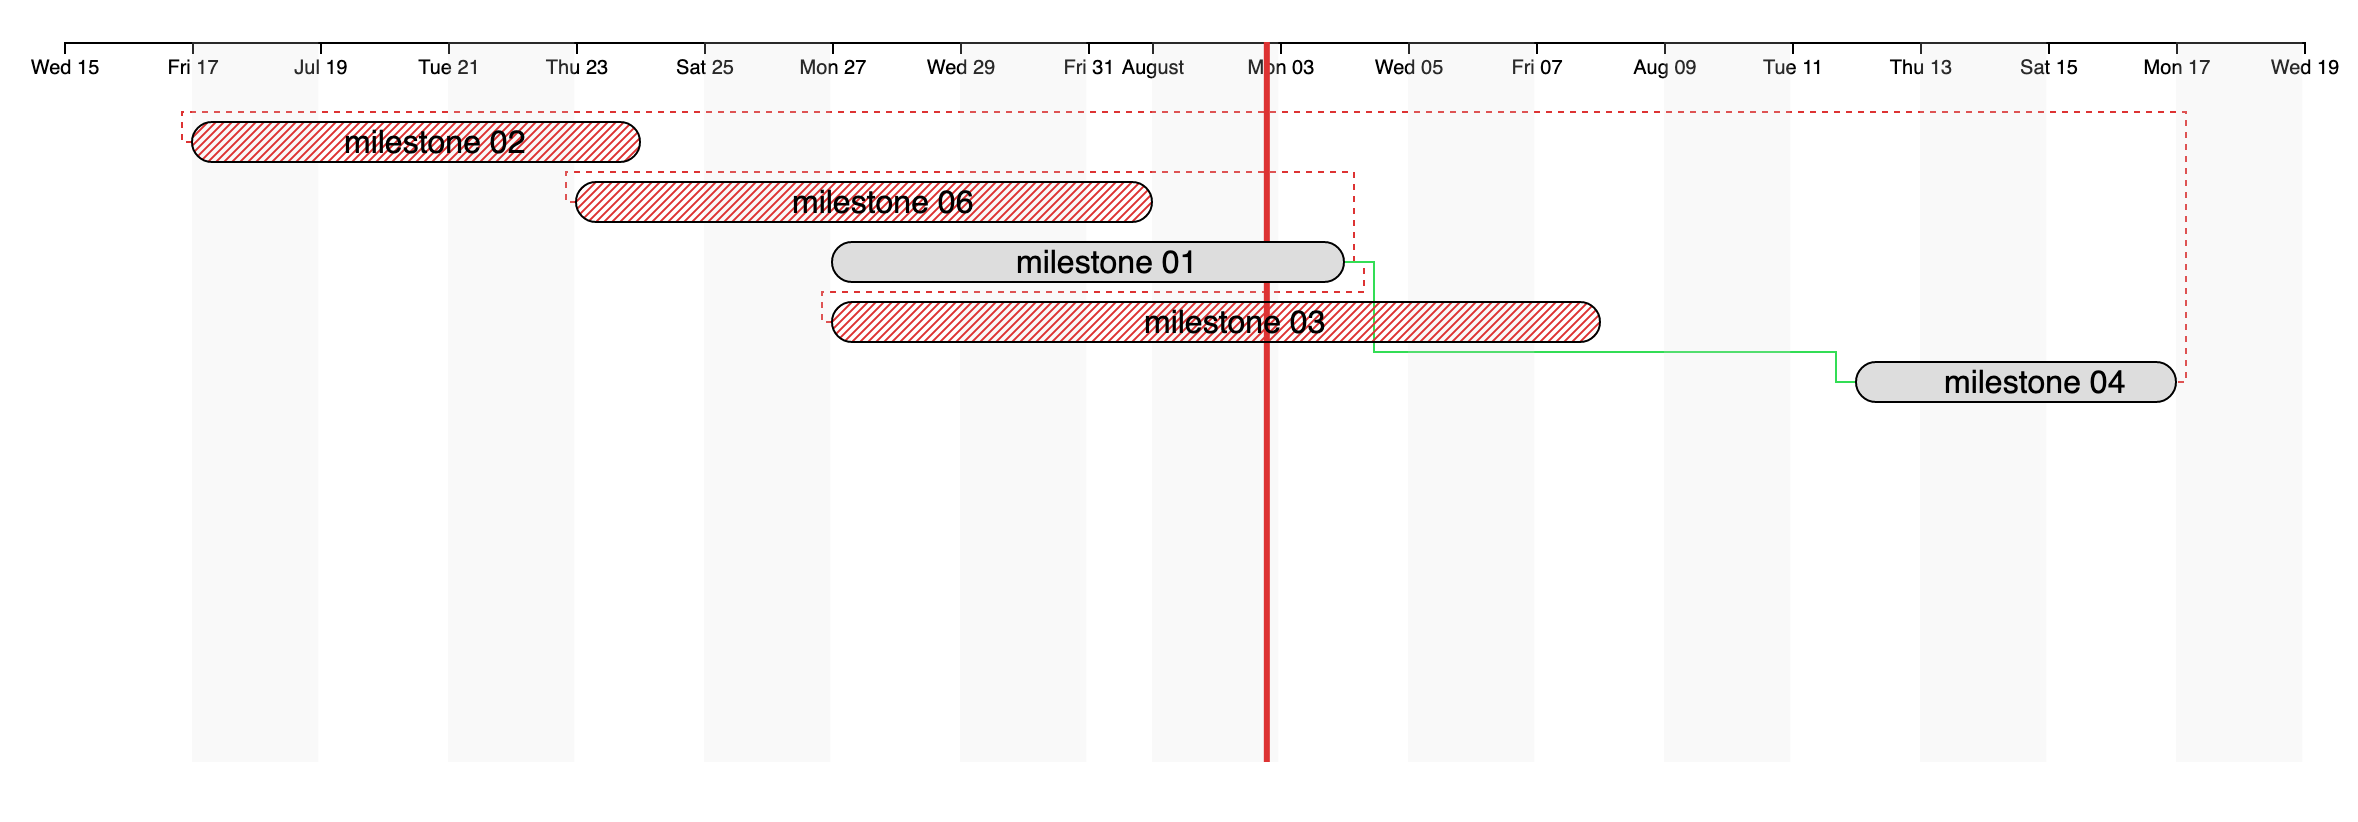 Wed 15 Fri 17 Jul 19 Tue 21 Thu 23 Sat 25 Mon 27 Wed 29 Fri 31 August Mon 03 Wed 05 Fri 07 Aug 09 Tue 11 Thu 13 Sat 15 Mon 17 Wed 19
milestone 02
milestone 06
milestone 01
milestone 03
milestone 04